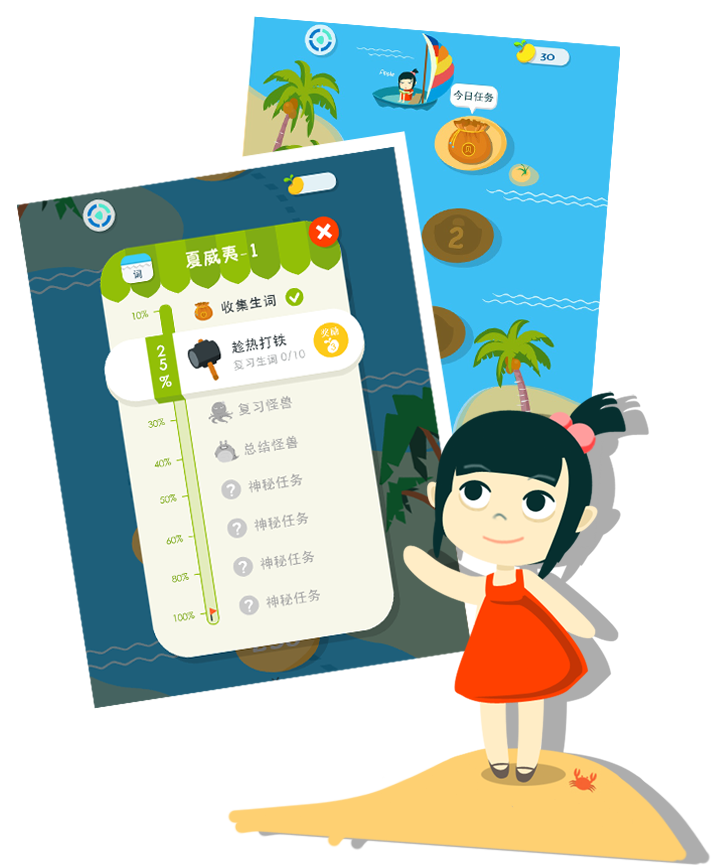 30
Apple
今日任务
2
词
夏威夷-1
10%
收集生词
25%
趁热打铁
复习生词 0/10
奖励
30%
复习怪兽
40%
总结怪兽
50%
神秘任务
60%
神秘任务
80%
神秘任务
100%
神秘任务